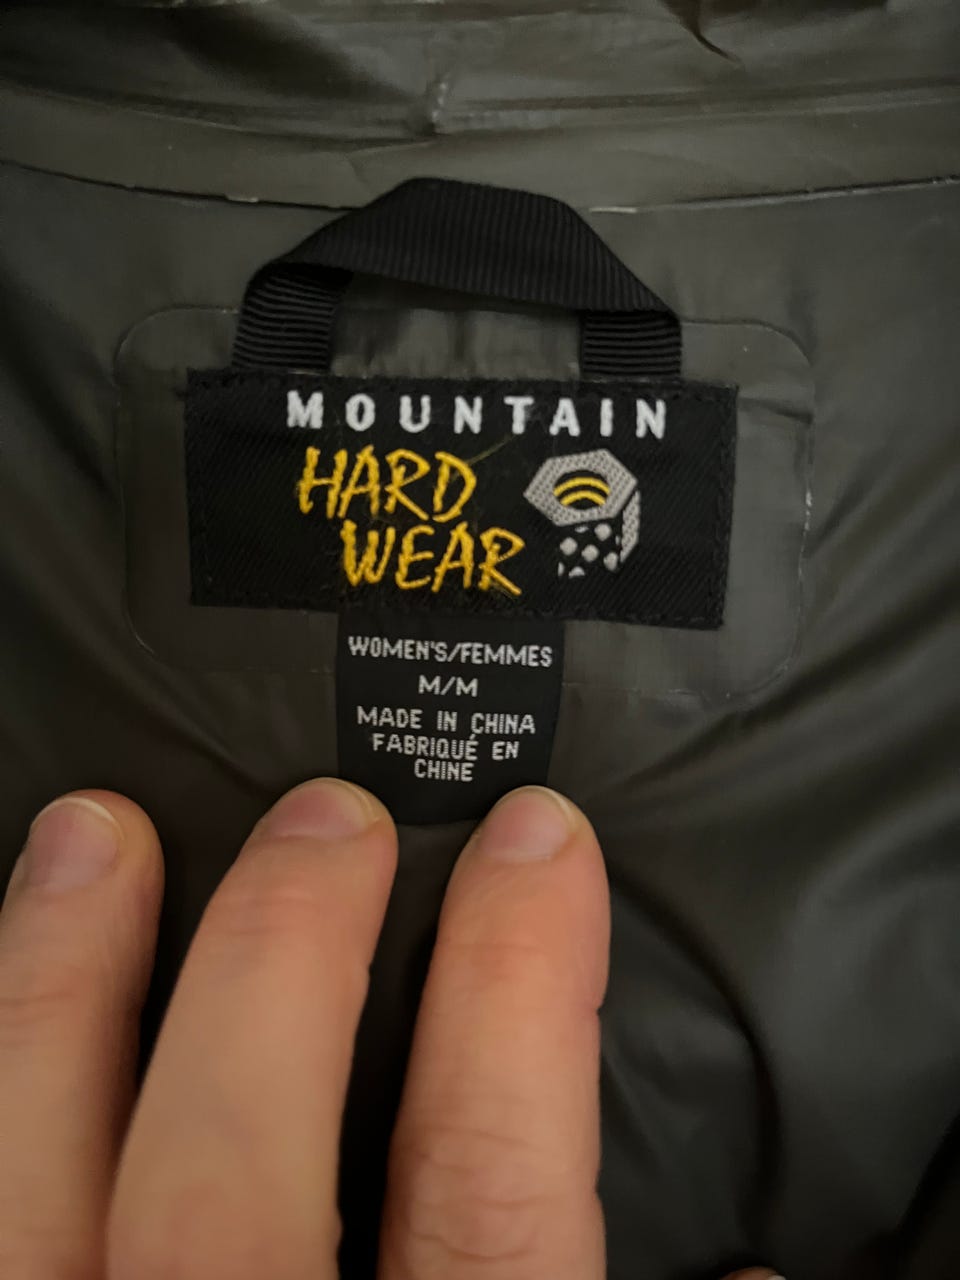 MOUNTAIN
HARD
WEAR
WOMEN'S/FEMMES
M/M
MADE IN CHINA
FABRIQUÉ EN
CHINE